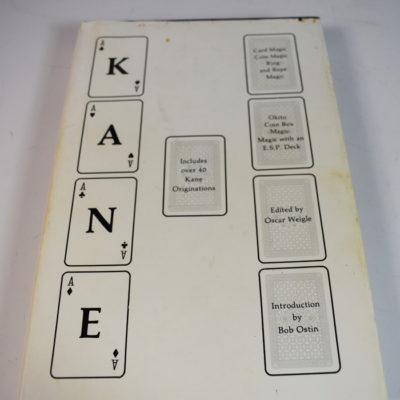 A
K
A
A
A
A
A
N
A
A
E
A
Card Magic
Coin Magic
Ring
and Rope
Magic
Includes
over 40
Kane
Originations
Okito
Coin Box
Magic
Magic with an
E.S.P. Deck
Edited by
Oscar Weigle
Introduction
by
Bob Ostin